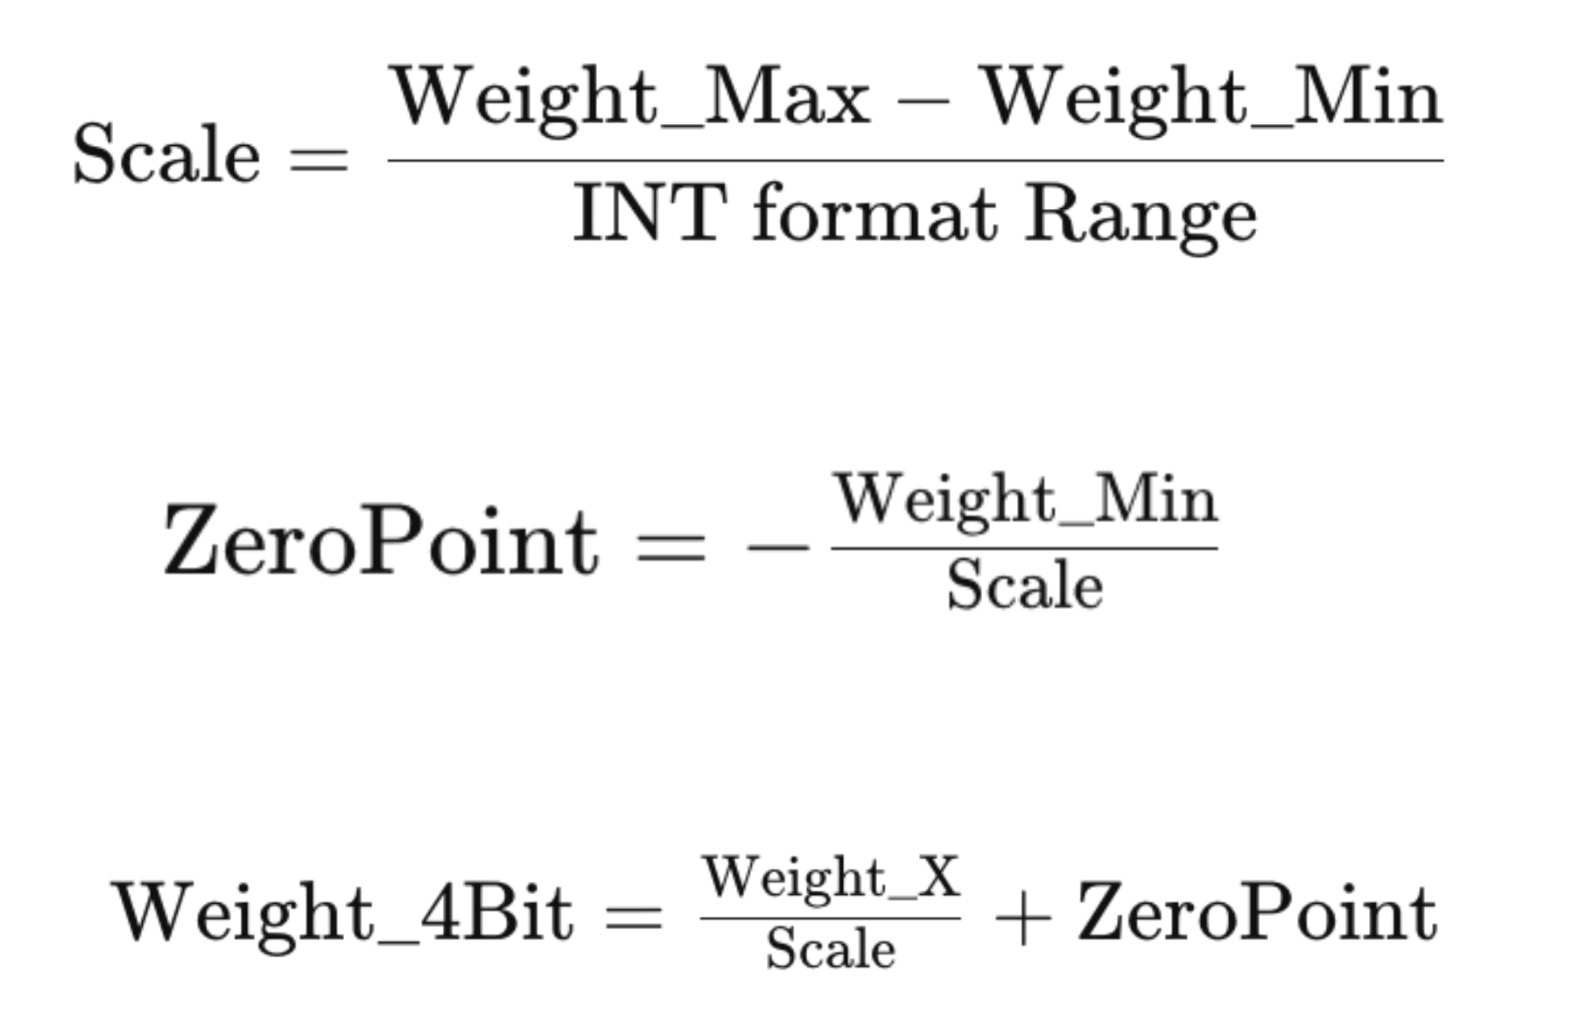 Scale = Weight_Max − Weight_Min / INT format Range
ZeroPoint = − Weight_Min / Scale
Weight_4Bit = Weight_X / Scale + ZeroPoint